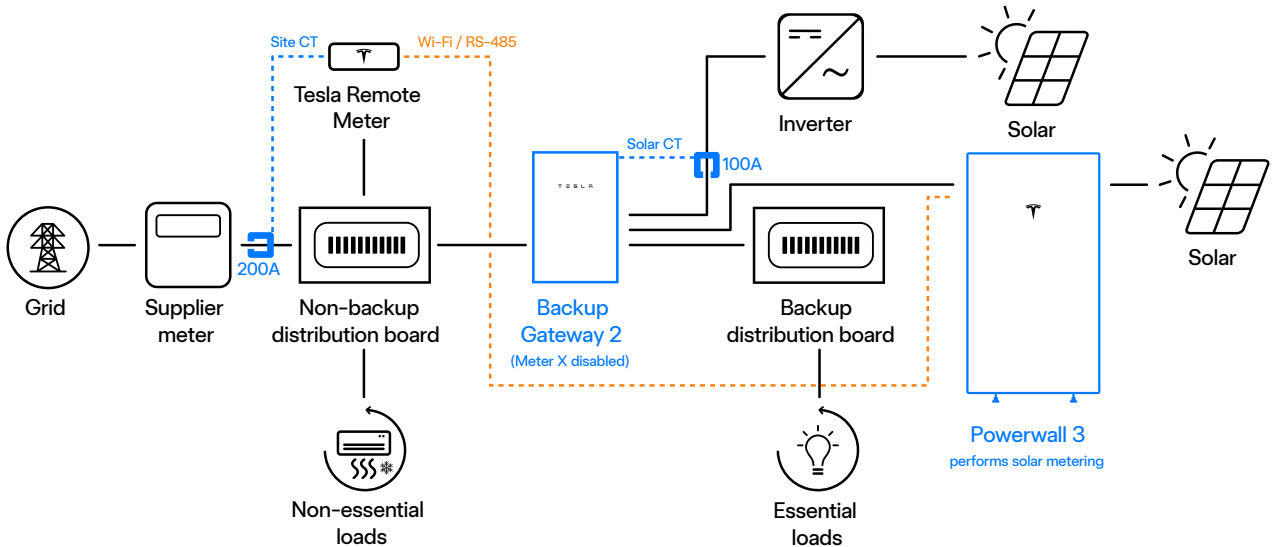 Site CT
Wi-Fi / RS-485
Tesla Remote
Meter
Inverter
Solar
Solar CT
100A
TESLA
200A
Solar
Grid
Supplier
meter
Non-backup
distribution board
Backup
Gateway 2
(Meter X disabled)
Backup
distribution board
Powerwall 3
performs solar metering
Non-essential
loads
Essential
loads